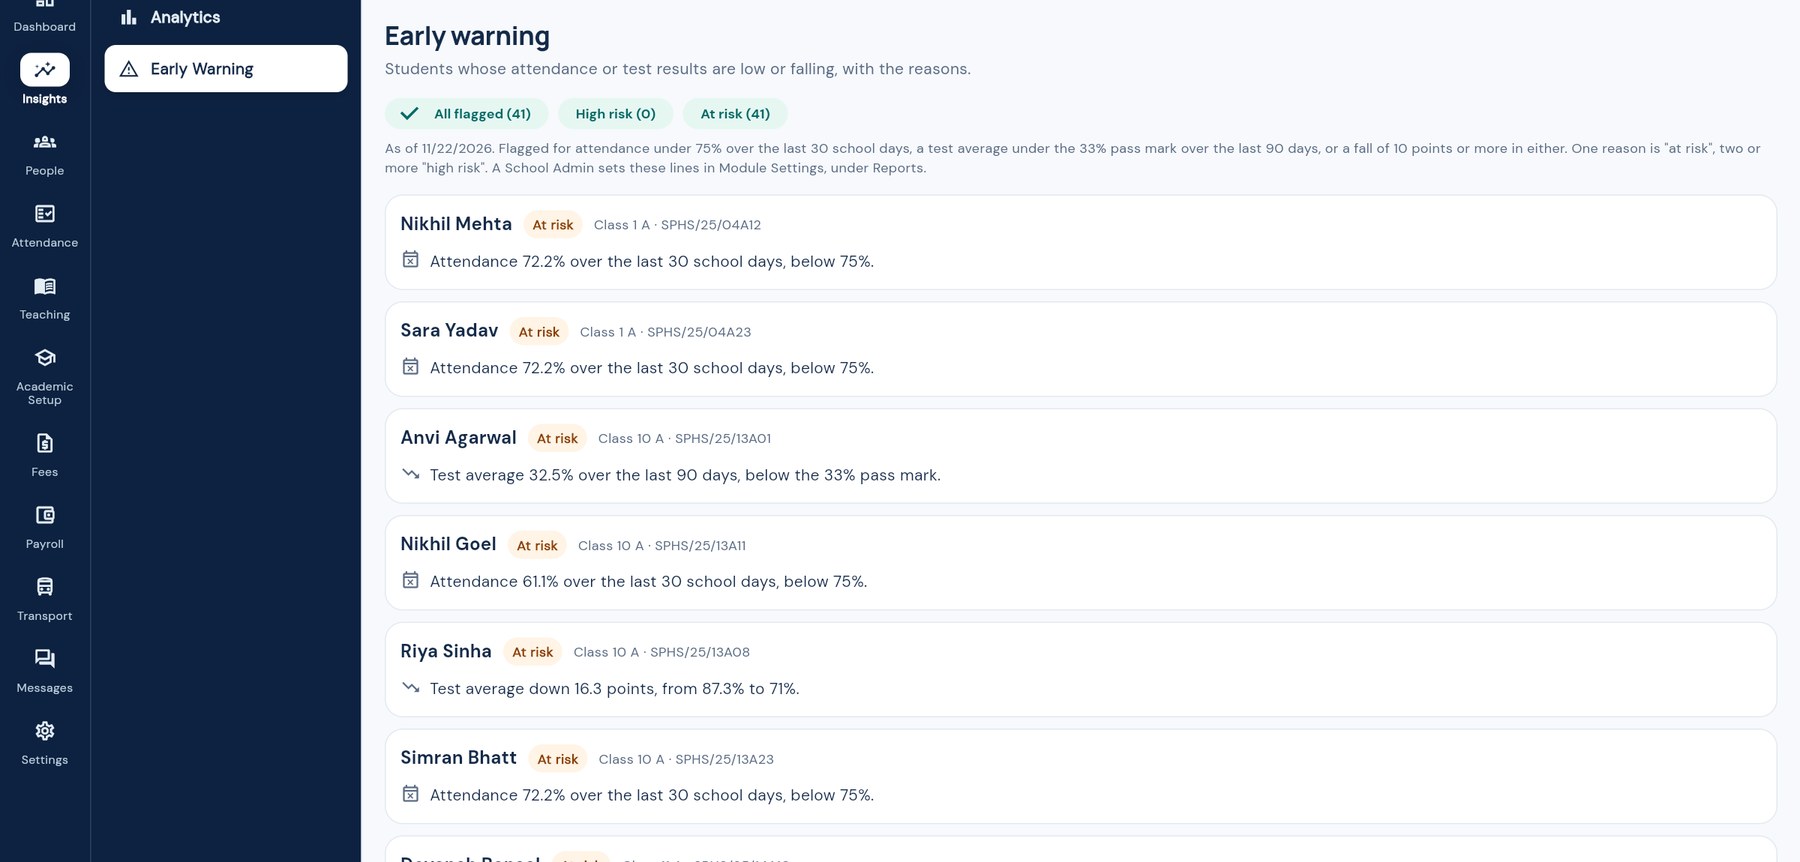 Dashboard
Insights
People
Attendance
Teaching
Academic
Setup
Fees
Payroll
Transport
Messages
Settings
Analytics
Early Warning
Early warning
Students whose attendance or test results are low or falling, with the reasons.
All flagged (41)
High risk (0)
At risk (41)
As of 11/22/2026. Flagged for attendance under 75% over the last 30 school days, a test average under the 33% pass mark over the last 90 days, or a fall of 10 points or more in either. One reason is "at risk", two or
more "high risk". A School Admin sets these lines in Module Settings, under Reports.
Nikhil Mehta At risk Class 1 A · SPHS/25/04A12
Attendance 72.2% over the last 30 school days, below 75%.
Sara Yadav At risk Class 1 A · SPHS/25/04A23
Attendance 72.2% over the last 30 school days, below 75%.
Anvi Agarwal At risk Class 10 A · SPHS/25/13A01
Test average 32.5% over the last 90 days, below the 33% pass mark.
Nikhil Goel At risk Class 10 A · SPHS/25/13A11
Attendance 61.1% over the last 30 school days, below 75%.
Riya Sinha At risk Class 10 A · SPHS/25/13A08
Test average down 16.3 points, from 87.3% to 71%.
Simran Bhatt At risk Class 10 A · SPHS/25/13A23
Attendance 72.2% over the last 30 school days, below 75%.